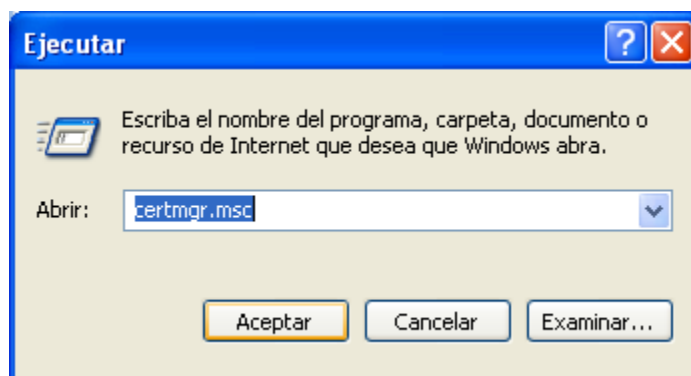 Ejecutar
Escriba el nombre del programa, carpeta, documento o
recurso de Internet que desea que Windows abra.
Abrir: certmgr.msc
Aceptar Cancelar Examinar...